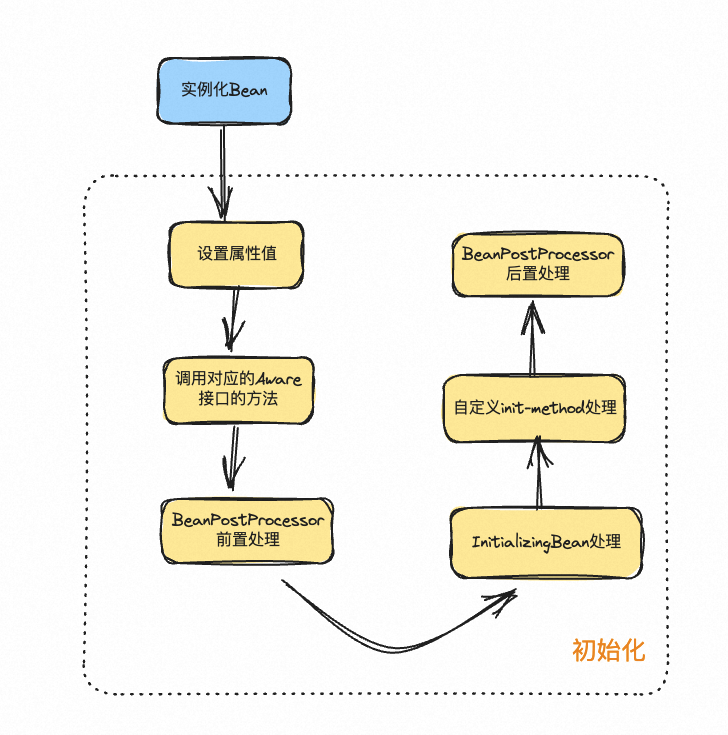 实例化Bean
设置属性值
调用对应的Aware
接口的方法
BeanPostProcessor
前置处理
InitializingBean处理
自定义init-method处理
BeanPostProcessor
后置处理
初始化